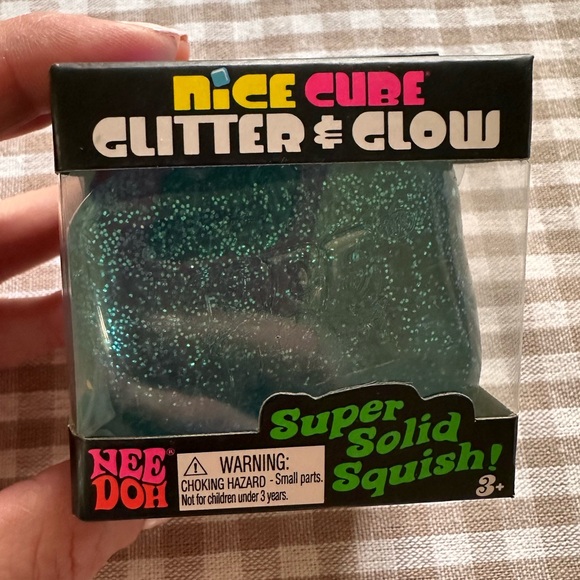 NICE CUBE®
GLITTER & GLOW
Super
Solid
Squish!
NEE
DOH®
⚠ WARNING:
CHOKING HAZARD - Small parts.
Not for children under 3 years.
3+